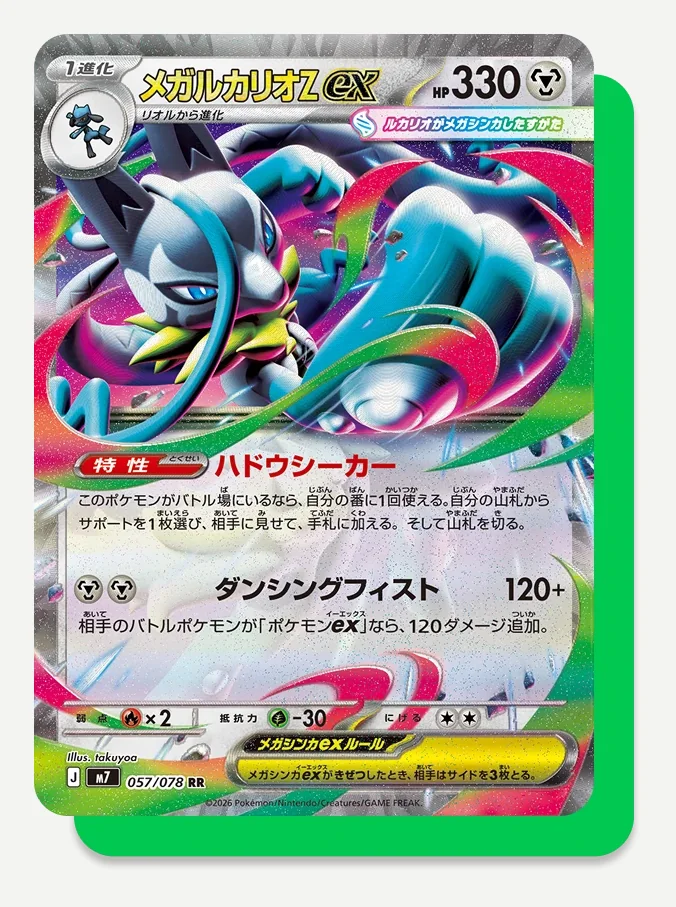 1進化
メガルカリオZex
HP330
リオルから進化
ルカリオがメガシンカしたすがた
特性 とくせい ハドウシーカー
このポケモンがバトル場にいるなら、自分の番に1回使える。自分の山札から
サポートを1枚選び、相手に見せて、手札に加える。そして山札を切る。
ダンシングフィスト 120+
相手のバトルポケモンが「ポケモンex」なら、120ダメージ追加。
弱点 ×2 抵抗力 -30 にげる
メガシンカexルール
メガシンカexがきぜつしたとき、相手はサイドを3枚とる。
Illus. takuyoa
J M7 057/078 RR
©2026 Pokémon/Nintendo/Creatures/GAME FREAK.